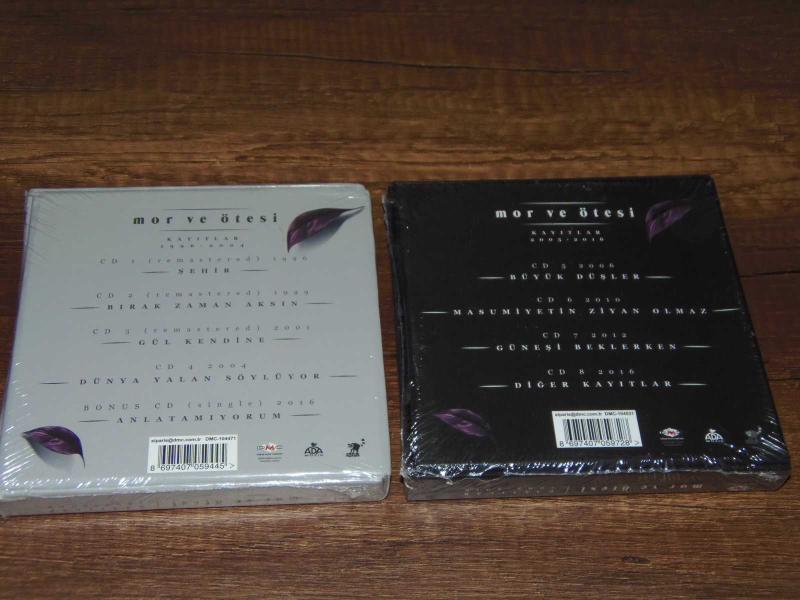 mor ve ötesi
KAYITLAR
1996-2004
CD 1 (remastered) 1996
ŞEHİR
CD 2 (remastered) 1999
BIRAK ZAMAN AKSIN
CD 3 (remastered) 2001
GÜL KENDİNE
CD 4 2004
DÜNYA YALAN SÖYLÜYOR
BONUS CD (single) 2016
ANLATAMIYORUM
siparis@dmc.com.tr DMC-104471
8 697407 059445 >
ADA
mor ve ötesi
KAYITLAR
2005-2016
CD 5 2006
BÜYÜK DÜŞLER
CD 6 2010
MASUMİYETİN ZİYAN OLMAZ
CD 7 2012
GÜNEŞİ BEKLERKEN
CD 8 2016
DİĞER KAYITLAR
siparis@dmc.com.tr DMC-104631
8 697407 059728 >
ADA